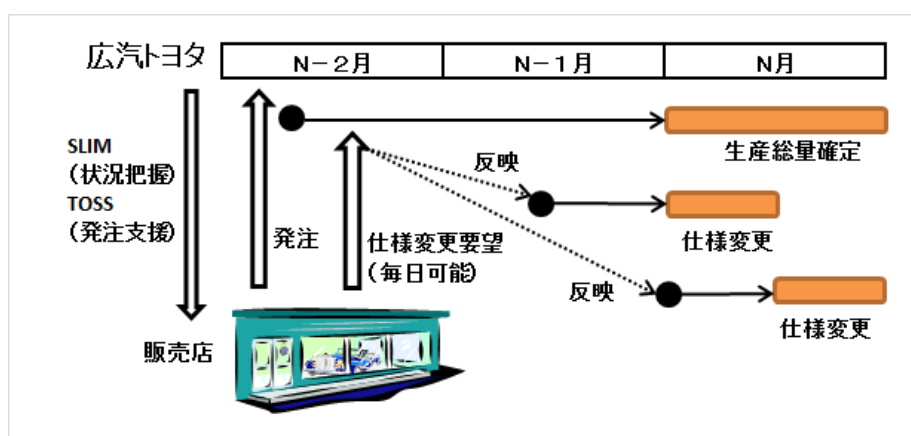 広汽トヨタ
N－２月
N－１月
N月
SLIM
(状況把握)
TOSS
(発注支援)
発注
仕様変更要望
(毎日可能)
反映
生産総量確定
仕様変更
反映
仕様変更
販売店